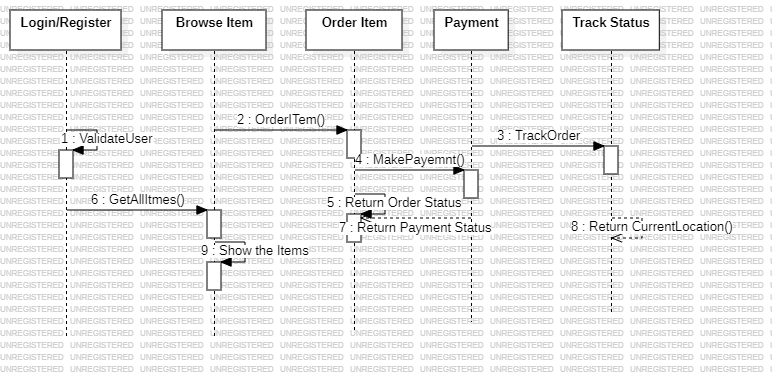 Login/Register
Browse Item
Order Item
Payment
Track Status
2 : OrderITem()
1 : ValidateUser
3 : TrackOrder
4 : MakePayemnt()
6 : GetAllItmes()
5 : Return Order Status
7 : Return Payment Status
8 : Return CurrentLocation()
9 : Show the Items
UNREGISTERED